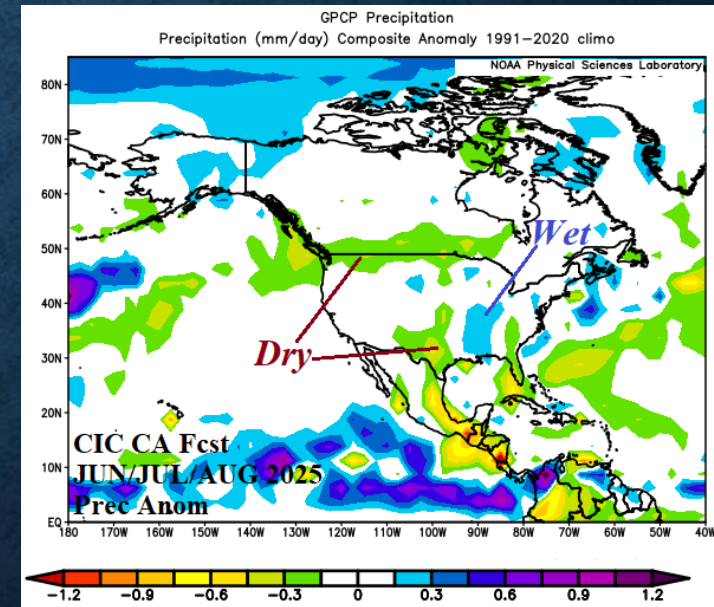 GPCP Precipitation
Precipitation (mm/day) Composite Anomaly 1991-2020 climo
NOAA Physical Sciences Laboratory
80N
70N
60N
50N
40N
30N
20N
10N
EQ
Wet
Dry
CIC CA Fcst
JUN/JUL/AUG 2025
Prec Anom
180 170W 160W 150W 140W 130W 120W 110W 100W 90W 80W 70W 60W 50W 40W
-1.2 -0.9 -0.6 -0.3 0 0.3 0.6 0.9 1.2